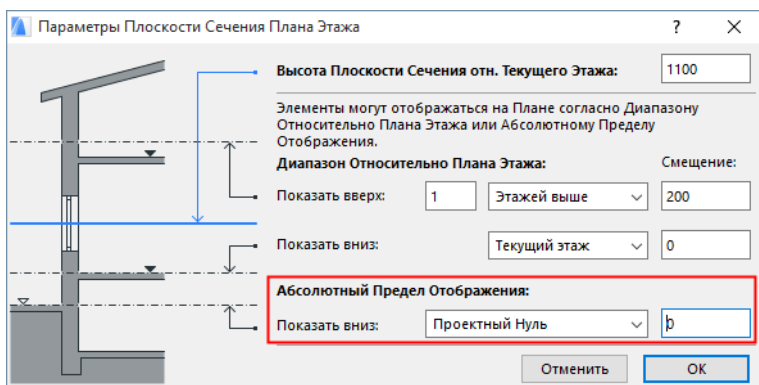 Параметры Плоскости Сечения Плана Этажа
?
Высота Плоскости Сечения отн. Текущего Этажа: 1100
Элементы могут отображаться на Плане согласно Диапазону
Относительно Плана Этажа или Абсолютному Пределу
Отображения.
Диапазон Относительно Плана Этажа: Смещение:
Показать вверх: 1 Этажей выше 200
Показать вниз: Текущий этаж 0
Абсолютный Предел Отображения:
Показать вниз: Проектный Нуль 0
Отменить OK